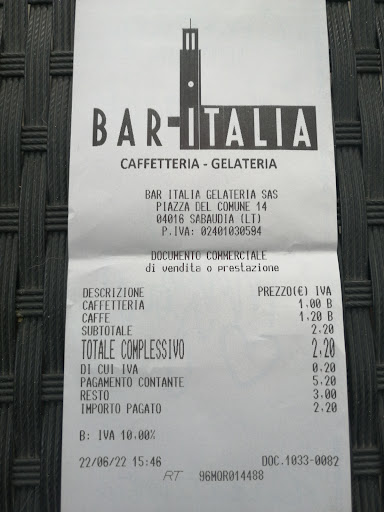 BAR ITALIA
CAFFETTERIA - GELATERIA
BAR ITALIA GELATERIA SAS
PIAZZA DEL COMUNE 14
04016 SABAUDIA (LT)
P.IVA: 02401030594
DOCUMENTO COMMERCIALE
di vendita o prestazione
DESCRIZIONE PREZZO(€) IVA
CAFFETTERIA 1,00 B
CAFFE 1,20 B
SUBTOTALE 2,20
TOTALE COMPLESSIVO 2,20
DI CUI IVA 0,20
PAGAMENTO CONTANTE 5,20
RESTO 3,00
IMPORTO PAGATO 2,20
B: IVA 10,00%
22/06/22 15:46 DOC.1033-0082
RT 96MOR014488